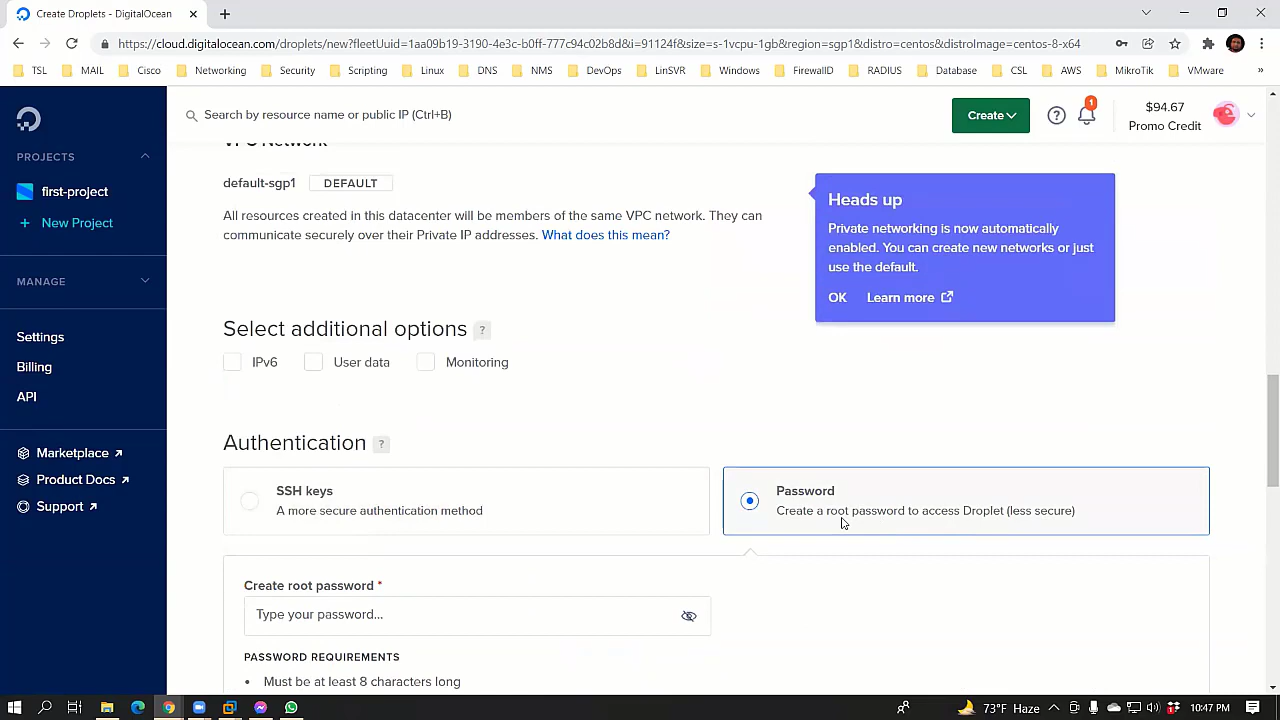 Create Droplets - DigitalOcean
https://cloud.digitalocean.com/droplets/new?fleetUuid=1aa09b19-3190-4e3c-b01f-777c94c02b8d&i=91124f&size=s-1vcpu-1gb&region=sgp1&distro=centos&distroImage=centos-8-x64
TSL MAIL Cisco Networking Security Scripting Linux DNS NMS DevOps LinSVR Windows FirewallD RADIUS Database CSL AWS MikroTik VMware »
Search by resource name or public IP (Ctrl+B)
Create
?
1
$94.67
Promo Credit
PROJECTS
first-project
+ New Project
MANAGE
Settings
Billing
API
Marketplace
Product Docs
Support
VPC Network
default-sgp1 DEFAULT
All resources created in this datacenter will be members of the same VPC network. They can
communicate securely over their Private IP addresses. What does this mean?
Heads up
Private networking is now automatically
enabled. You can create new networks or just
use the default.
OK Learn more
Select additional options ?
IPv6 User data Monitoring
Authentication ?
SSH keys
A more secure authentication method
Password
Create a root password to access Droplet (less secure)
Create root password *
Type your password...
PASSWORD REQUIREMENTS
• Must be at least 8 characters long
73°F Haze
10:47 PM